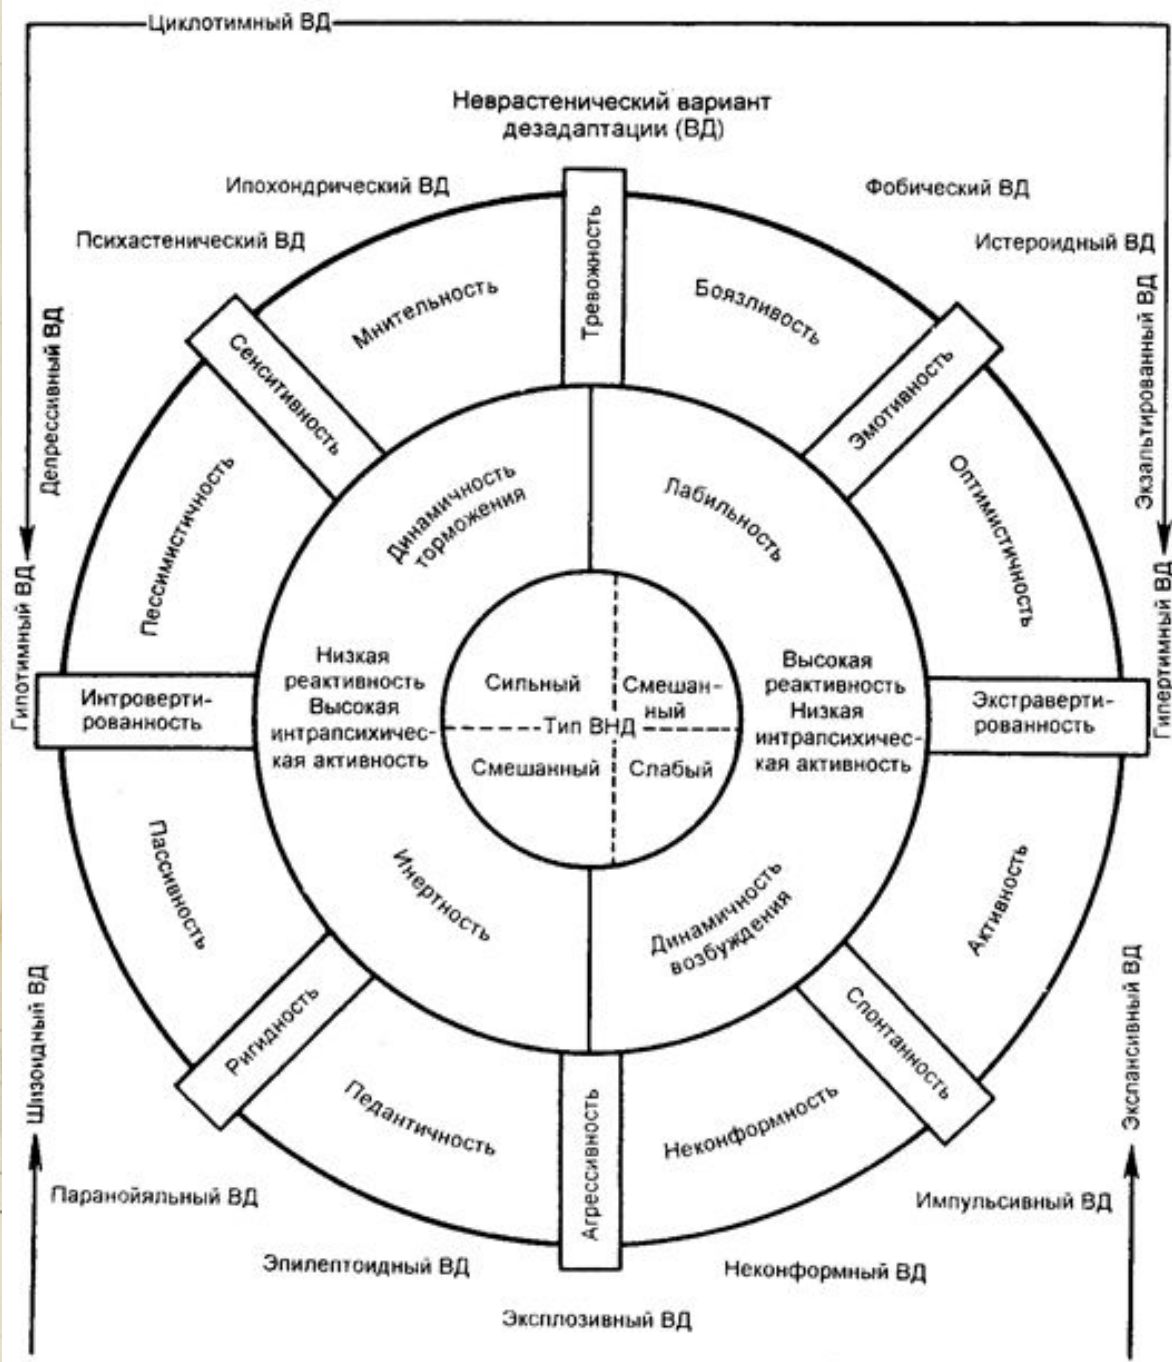 Циклотимный ВД
Неврастенический вариант
дезадаптации (ВД)
Ипохондрический ВД
Фобический ВД
Психастенический ВД
Истероидный ВД
Депрессивный ВД
Экзальтированный ВД
Гипотимный ВД
Гипертимный ВД
Тревожность
Мнительность
Боязливость
Сенситивность
Эмотивность
Пессимистичность
Оптимистичность
Динамичность
торможения
Лабильность
Интроверти-
рованность
Низкая
реактивность
Высокая
интрапсихичес-
кая активность
Сильный
Смешан-
ный
Тип ВНД
Смешанный
Слабый
Высокая
реактивность
Низкая
интрапсихичес-
кая активность
Экстраверти-
рованность
Пассивность
Инертность
Динамичность
возбуждения
Активность
Ригидность
Спонтанность
Педантичность
Агрессивность
Неконформность
Шизоидный ВД
Экспансивный ВД
Паранойяльный ВД
Импульсивный ВД
Эпилептоидный ВД
Неконформный ВД
Эксплозивный ВД